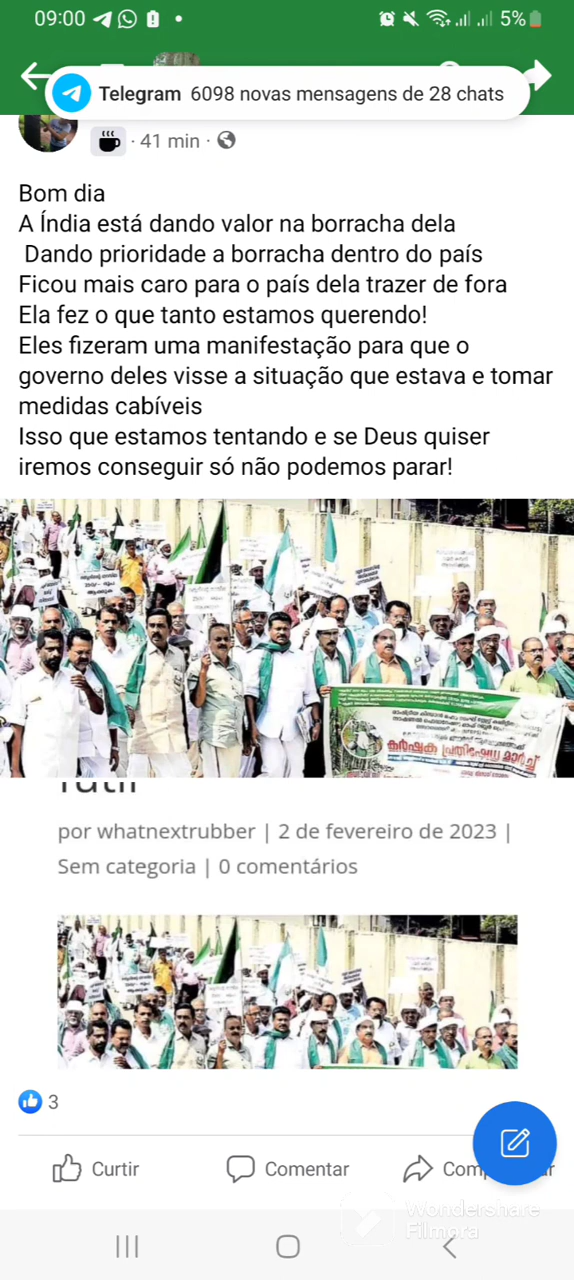 09:00
5%
Telegram 6098 novas mensagens de 28 chats
· 41 min ·
Bom dia
A Índia está dando valor na borracha dela
Dando prioridade a borracha dentro do país
Ficou mais caro para o país dela trazer de fora
Ela fez o que tanto estamos querendo!
Eles fizeram uma manifestação para que o
governo deles visse a situação que estava e tomar
medidas cabíveis
Isso que estamos tentando e se Deus quiser
iremos conseguir só não podemos parar!
കർഷക പ്രതിഷേധ മാർച്ച്
por whatnextrubber | 2 de fevereiro de 2023 |
Sem categoria | 0 comentários
3
Curtir
Comentar
Wondershare
Filmora